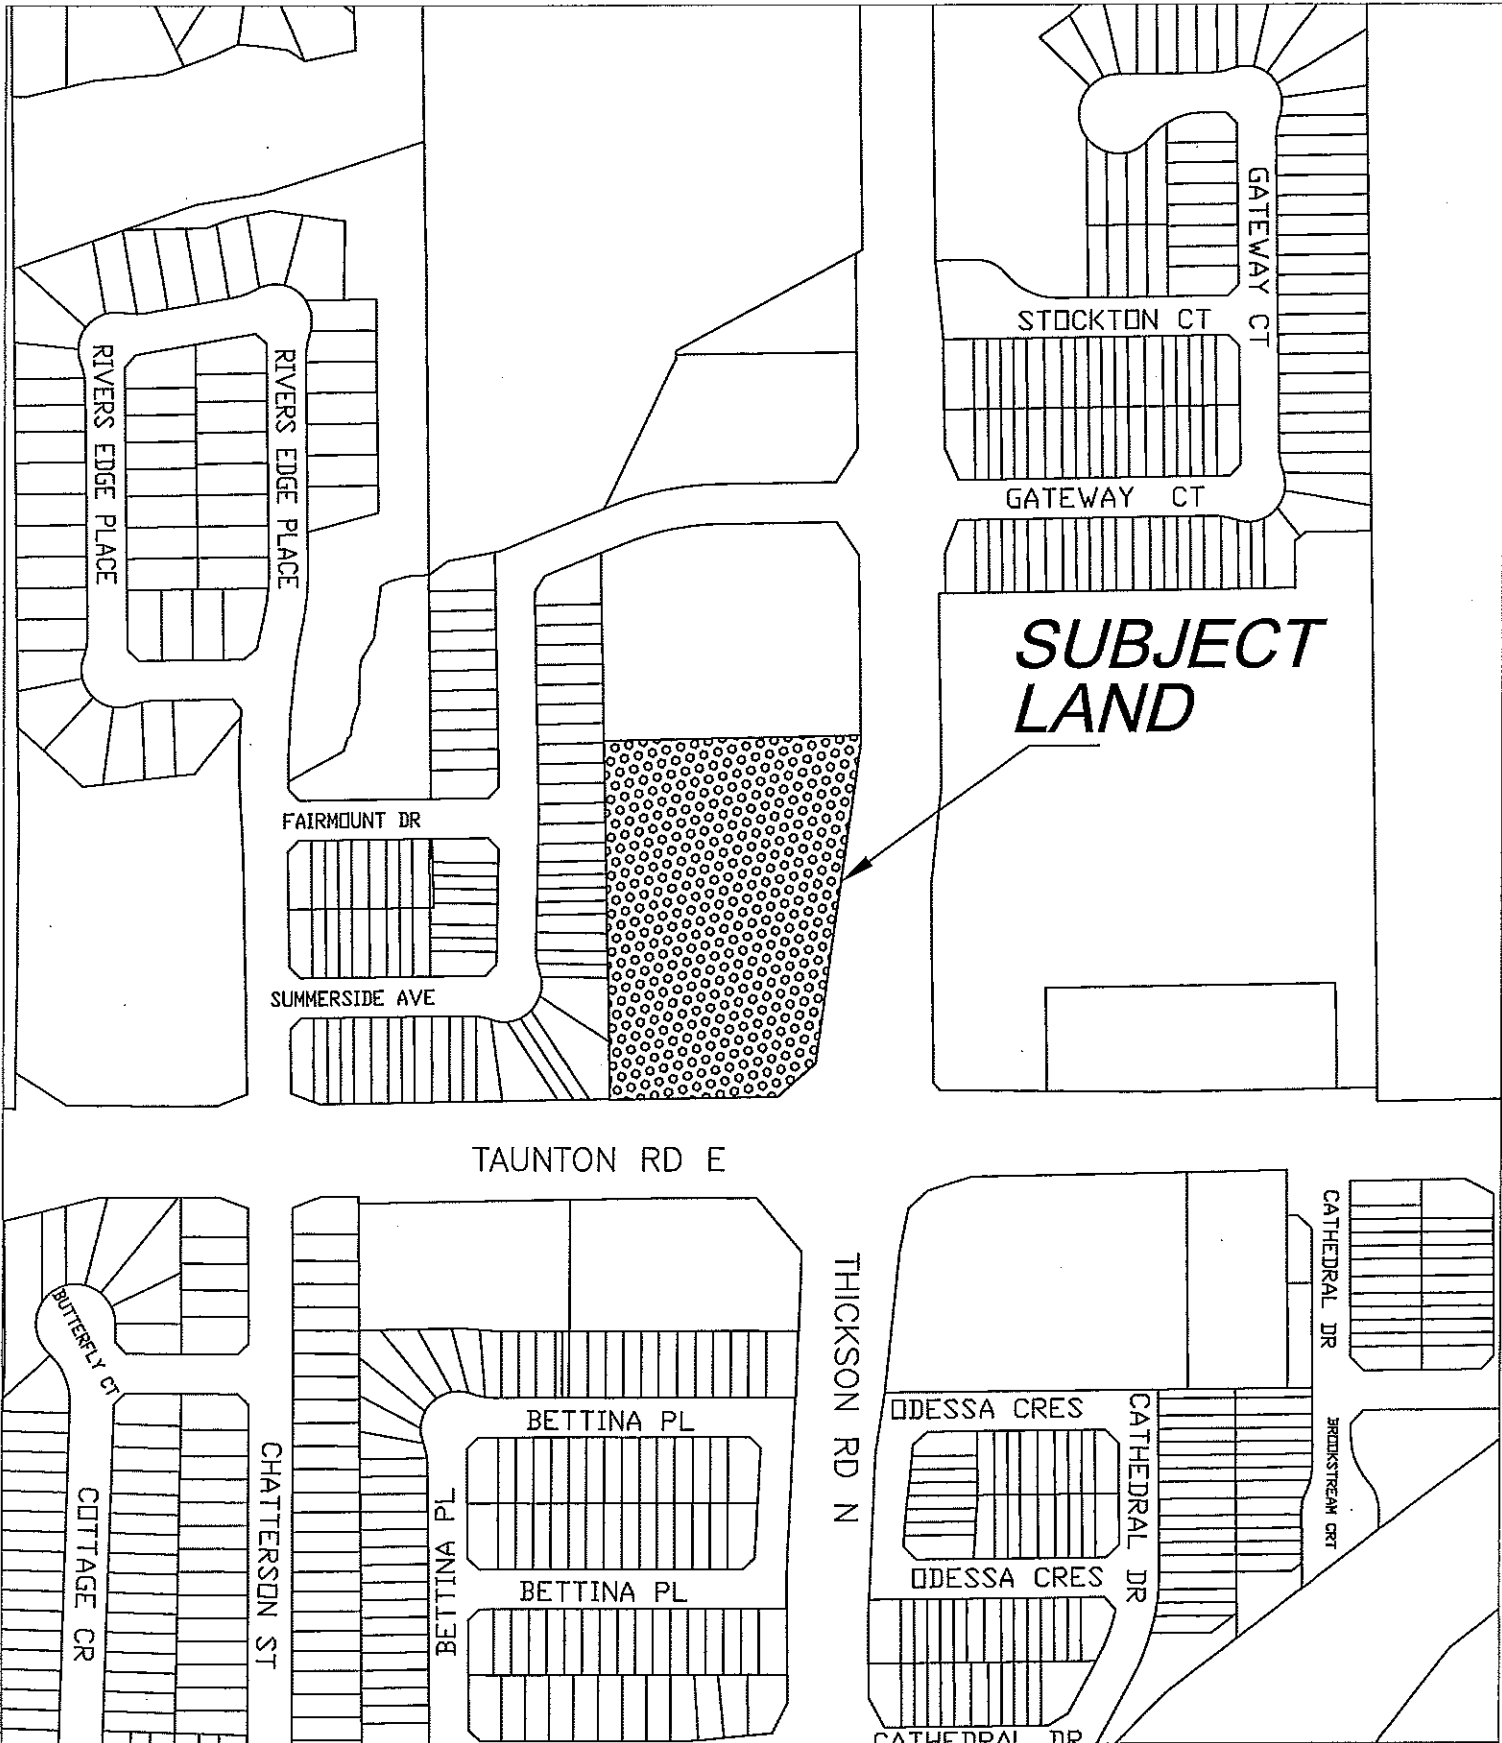 GATEWAY CT
STOCKTON CT
RIVERS EDGE PLACE
RIVERS EDGE PLACE
GATEWAY CT
SUBJECT
LAND
FAIRMOUNT DR
SUMMERSIDE AVE
TAUNTON RD E
CATHEDRAL DR
THICKSON RD N
BUTTERFLY CT
BETTINA PL
ODESSA CRES
CATHEDRAL DR
BROOKSTREAM CRT
CHATTERSON ST
COTTAGE CR
BETTINA PL
BETTINA PL
ODESSA CRES
CATHEDRAL DR